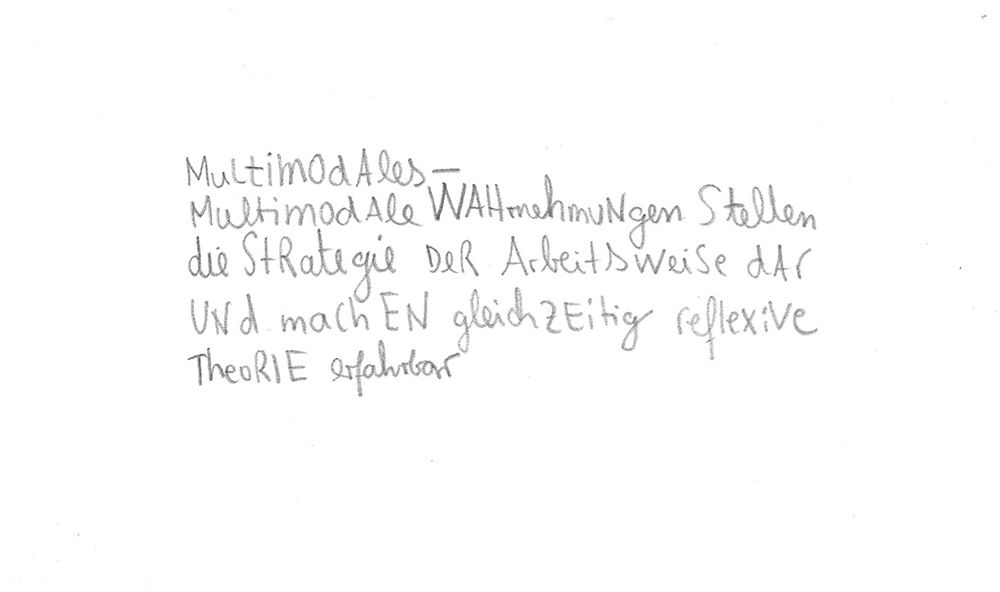 MultimodAles –
MultimodAle WAHrnehmuNgen Stellen
die StRategie DeR ArbeitsweiSe dAr
UNd machEN gleichzEitig reflexiVe
TheoRIE erfahrbar